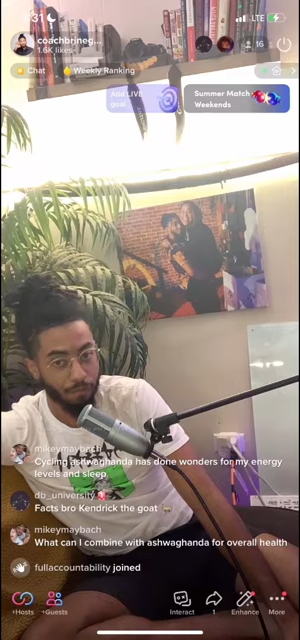 :31
LTE
coachbrineg...
1.6K likes
16
Chat
Weekly Ranking
Add LIVE
goal
Summer Match
Weekends
mikeymaybach
Cycling ashwaghanda has done wonders for my energy
levels and sleep
db_university
Facts bro Kendrick the goat
mikeymaybach
What can I combine with ashwaghanda for overall health
fullaccountability joined
+Hosts
+Guests
Interact
1
Enhance
More